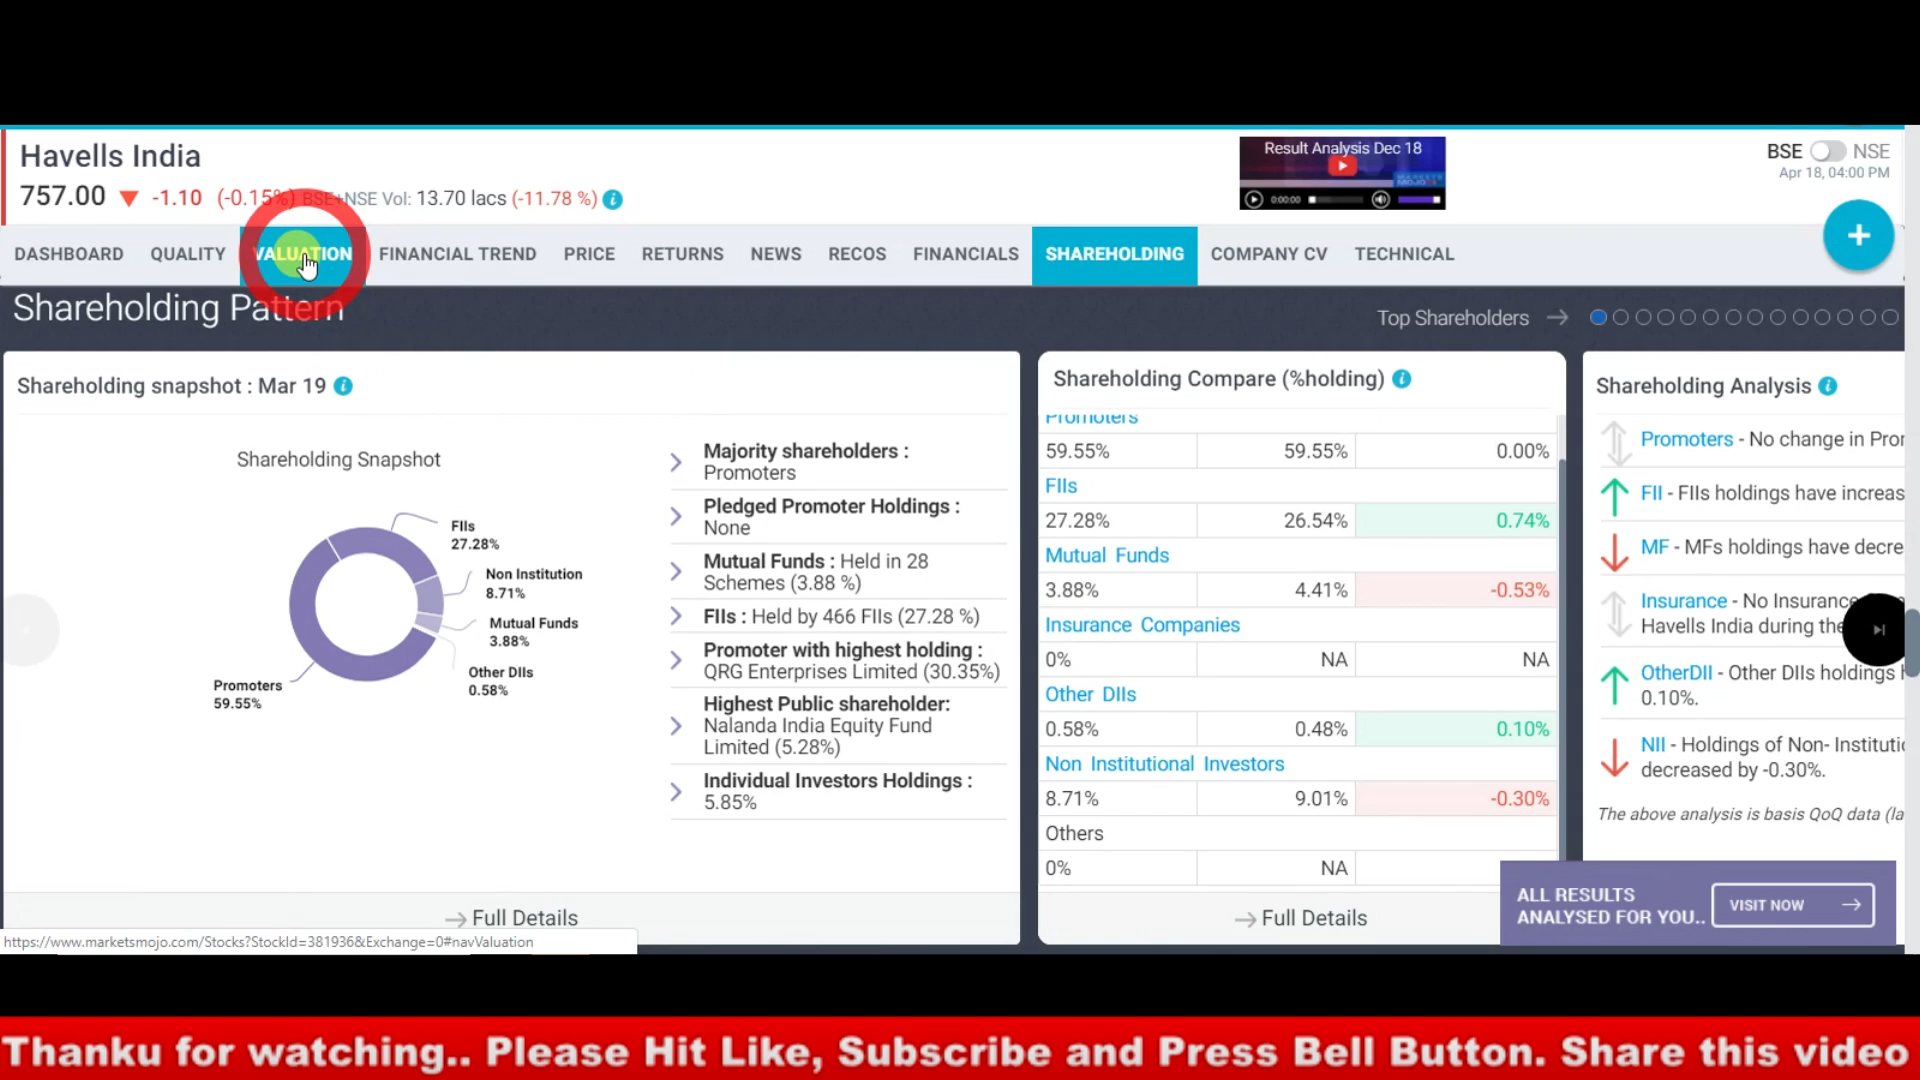 Havells India
757.00 -1.10 (-0.15%) BSE+NSE Vol: 13.70 lacs (-11.78 %)
Result Analysis Dec 18
0:00:00
BSE NSE
Apr 18, 04:00 PM
DASHBOARD QUALITY VALUATION FINANCIAL TREND PRICE RETURNS NEWS RECOS FINANCIALS SHAREHOLDING COMPANY CV TECHNICAL
+
Shareholding Pattern
Top Shareholders
Shareholding snapshot : Mar 19
Shareholding Snapshot
FIIs
27.28%
Non Institution
8.71%
Mutual Funds
3.88%
Other DIIs
0.58%
Promoters
59.55%
Majority shareholders :
Promoters
Pledged Promoter Holdings :
None
Mutual Funds : Held in 28
Schemes (3.88 %)
FIIs : Held by 466 FIIs (27.28 %)
Promoter with highest holding :
QRG Enterprises Limited (30.35%)
Highest Public shareholder:
Nalanda India Equity Fund
Limited (5.28%)
Individual Investors Holdings :
5.85%
Full Details
Shareholding Compare (%holding)
Promoters
59.55% 59.55% 0.00%
FIIs
27.28% 26.54% 0.74%
Mutual Funds
3.88% 4.41% -0.53%
Insurance Companies
0% NA NA
Other DIIs
0.58% 0.48% 0.10%
Non Institutional Investors
8.71% 9.01% -0.30%
Others
0% NA
Full Details
Shareholding Analysis
Promoters - No change in Pro
FII - FIIs holdings have increas
MF - MFs holdings have decre
Insurance - No Insurance
Havells India during the
OtherDII - Other DIIs holdings
0.10%.
NII - Holdings of Non- Instituti
decreased by -0.30%.
The above analysis is basis QoQ data (la
ALL RESULTS
ANALYSED FOR YOU..
VISIT NOW
https://www.marketsmojo.com/Stocks?StockId=381936&Exchange=0#navValuation
Thanku for watching.. Please Hit Like, Subscribe and Press Bell Button. Share this video